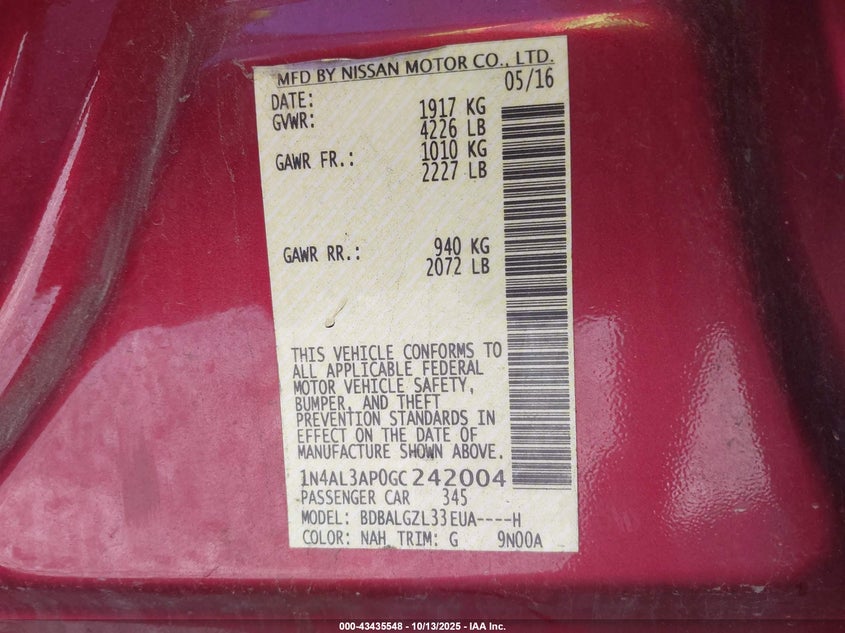 MFD BY NISSAN MOTOR CO., LTD.
DATE: 05/16
GVWR: 1917 KG
4226 LB
GAWR FR.: 1010 KG
2227 LB
GAWR RR.: 940 KG
2072 LB
THIS VEHICLE CONFORMS TO
ALL APPLICABLE FEDERAL
MOTOR VEHICLE SAFETY,
BUMPER, AND THEFT
PREVENTION STANDARDS IN
EFFECT ON THE DATE OF
MANUFACTURE SHOWN ABOVE.
1N4AL3AP0GC242004
PASSENGER CAR 345
MODEL: BDBALGZL33EUA----H
COLOR: NAH TRIM: G 9N00A
000-43435548 - 10/13/2025 - IAA Inc.